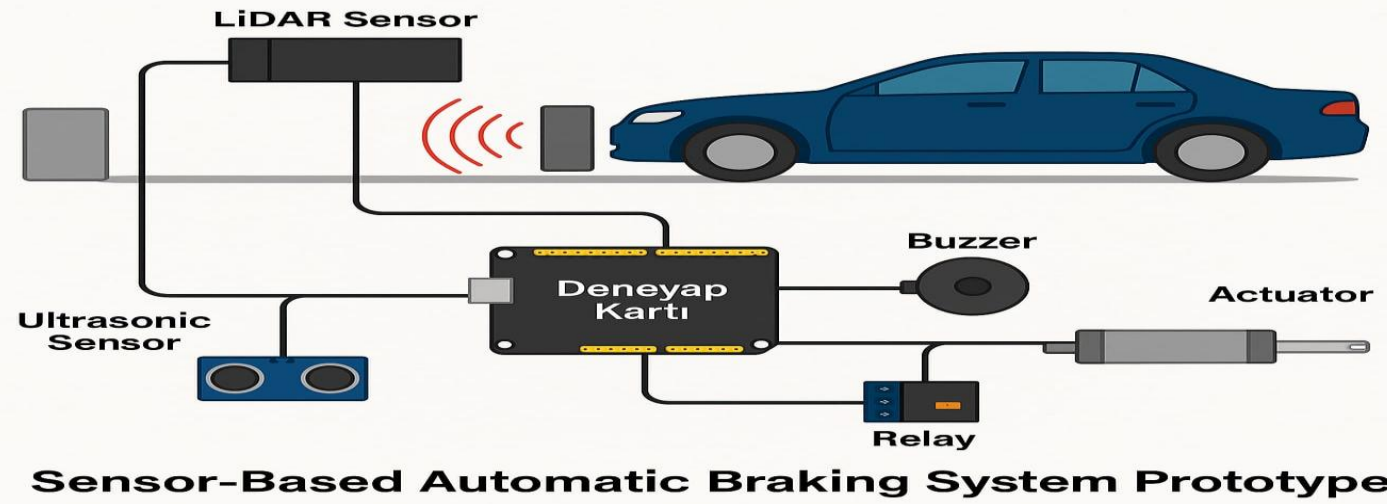 LiDAR Sensor
Deneyap
Kartı
Buzzer
Actuator
Ultrasonic
Sensor
Relay
Sensor-Based Automatic Braking System Prototype